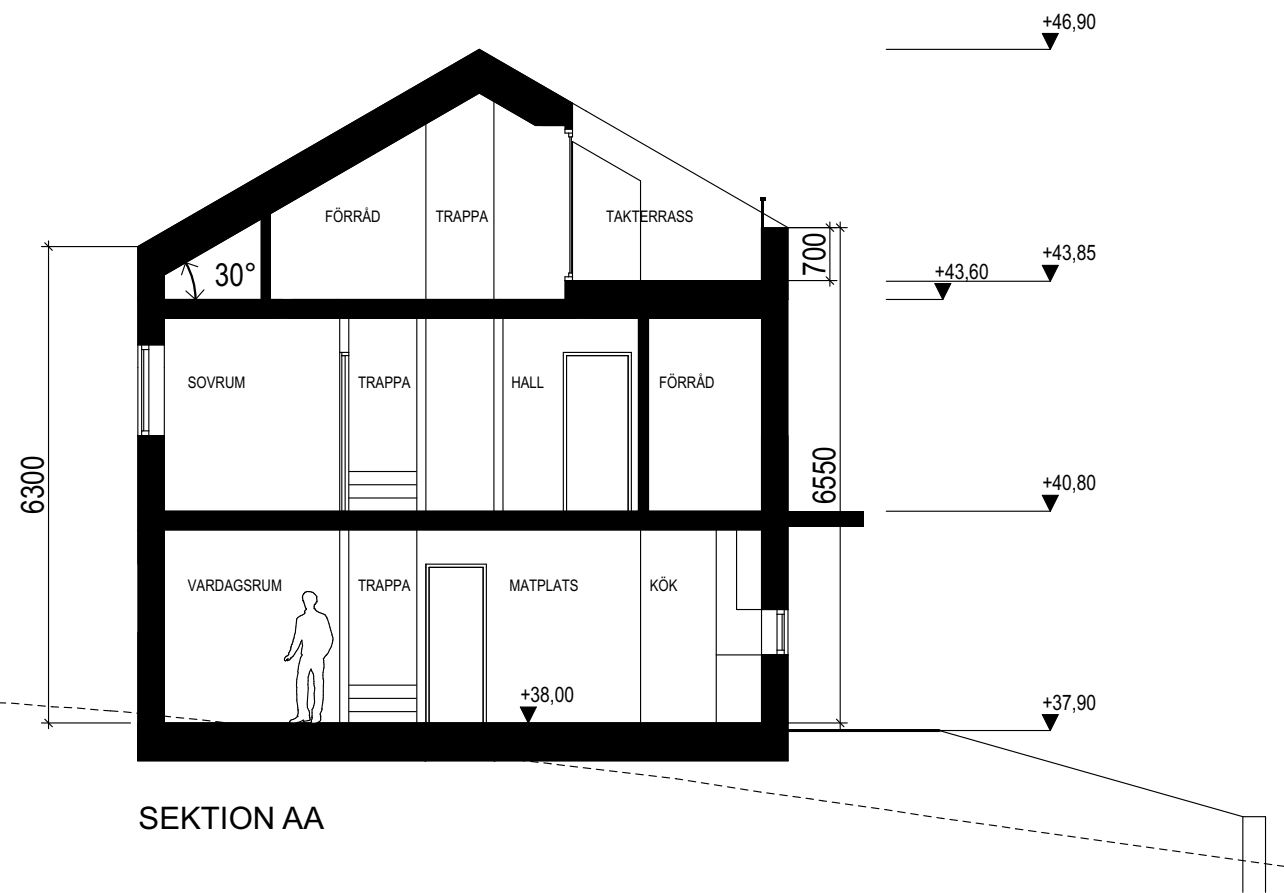 +46,90
FÖRRÅD
TRAPPA
TAKTERRASS
30°
700
+43,85
+43,60
SOVRUM
TRAPPA
HALL
FÖRRÅD
6300
6550
+40,80
VARDAGSRUM
TRAPPA
MATPLATS
KÖK
+38,00
+37,90
SEKTION AA